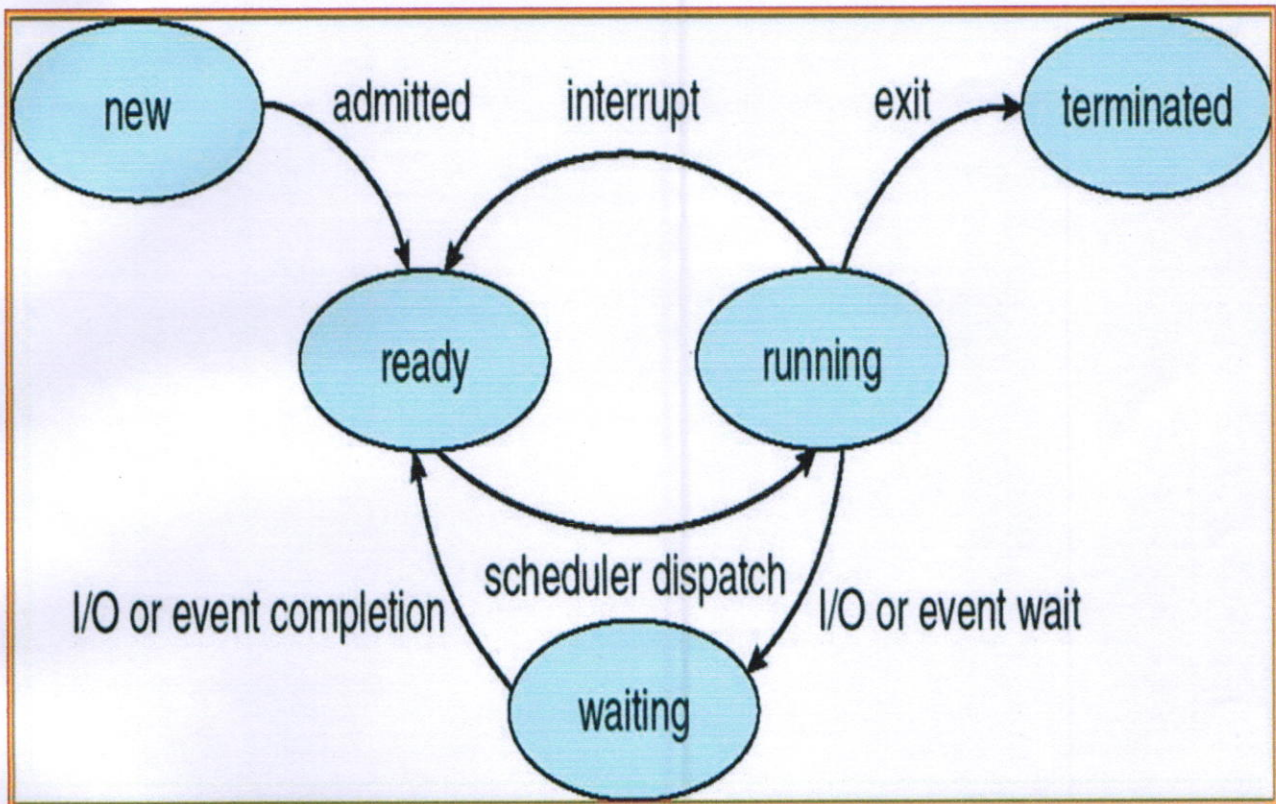 new
admitted
interrupt
exit
terminated
ready
running
scheduler dispatch
I/O or event completion
I/O or event wait
waiting